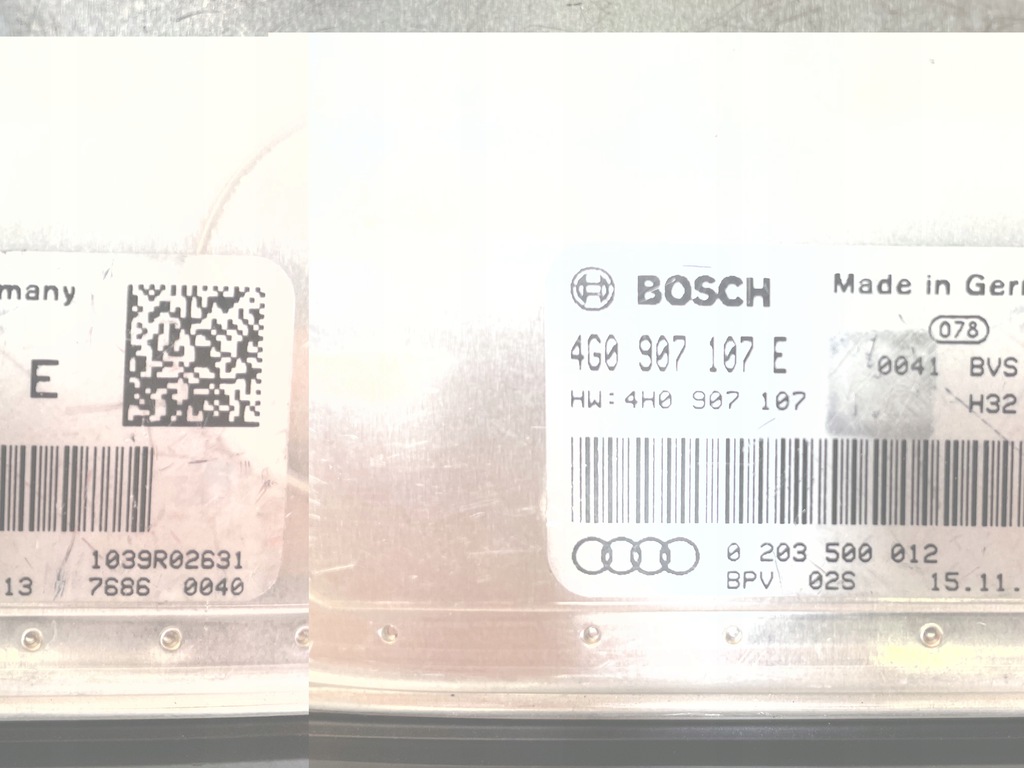 many
E
1039R02631
13 7686 0040
BOSCH
Made in Ger
078
4G0 907 107 E
0041 BVS
HW:4H0 907 107
H32
0 203 500 012
BPV 02S 15.11.